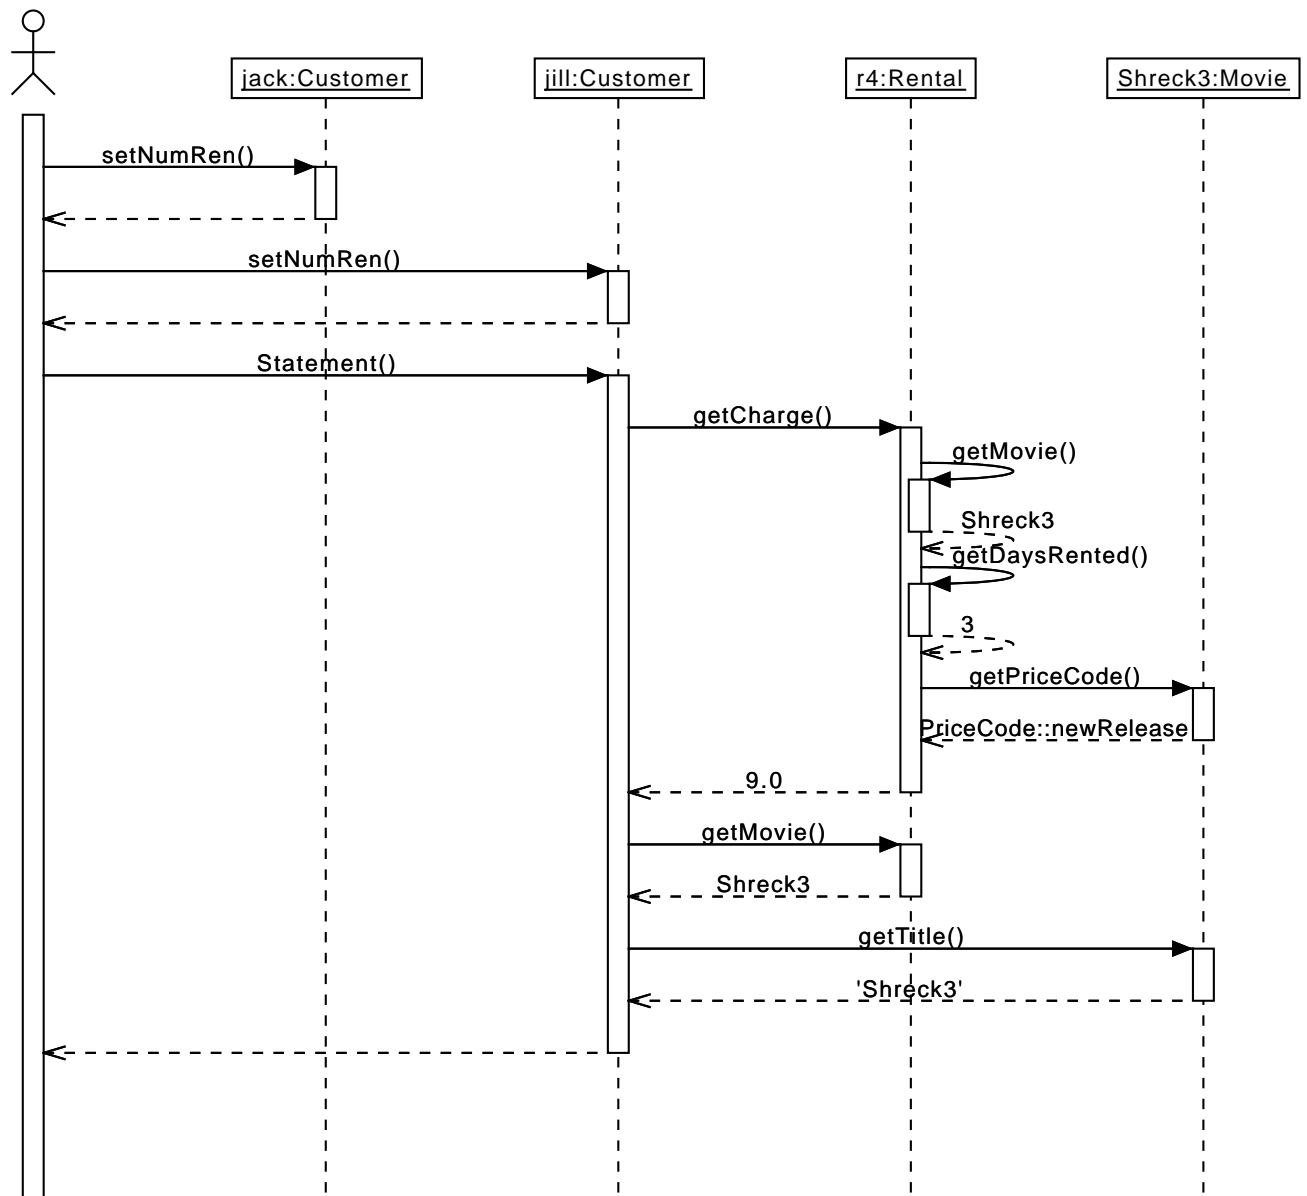 jack:Customer
jill:Customer
r4:Rental
Shreck3:Movie
setNumRen()
setNumRen()
Statement()
getCharge()
getMovie()
Shreck3
getDaysRented()
3
getPriceCode()
PriceCode::newRelease
9.0
getMovie()
Shreck3
getTitle()
'Shreck3'